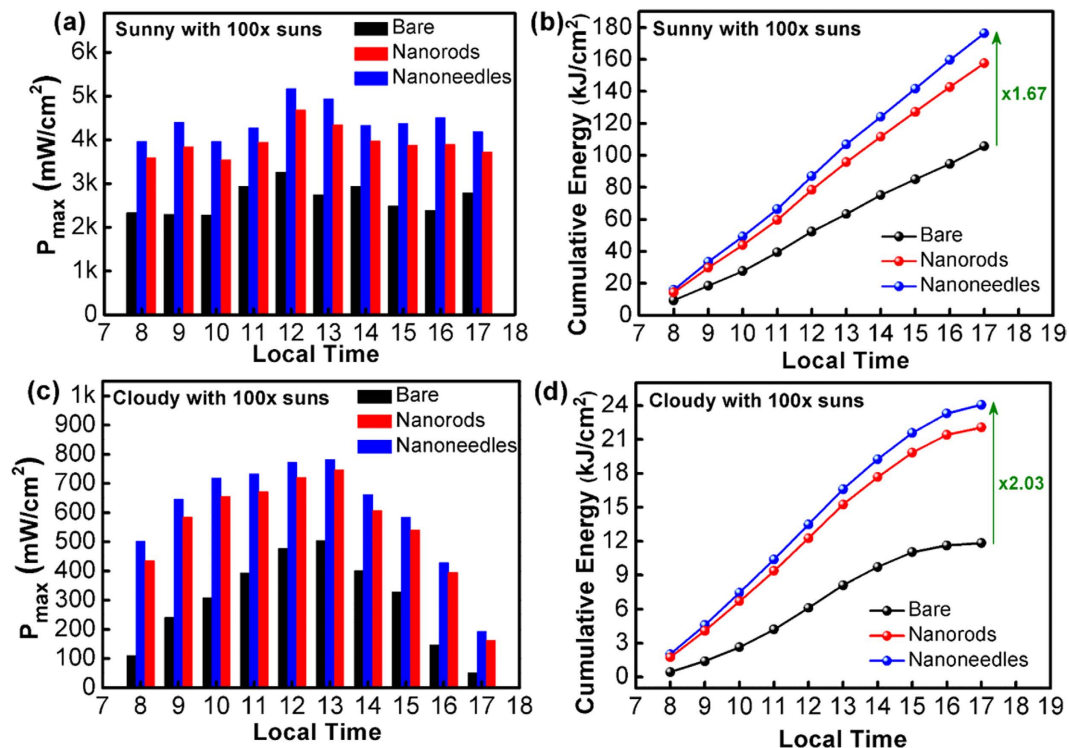 (a)
Sunny with 100x suns
Bare
Nanorods
Nanoneedles
P_max (mW/cm²)
6k
5k
4k
3k
2k
1k
0
7 8 9 10 11 12 13 14 15 16 17 18
Local Time
(b)
Sunny with 100x suns
Cumulative Energy (kJ/cm²)
180
160
140
120
100
80
60
40
20
0
x1.67
Bare
Nanorods
Nanoneedles
7 8 9 10 11 12 13 14 15 16 17 18 19
Local Time
(c)
Cloudy with 100x suns
Bare
Nanorods
Nanoneedles
P_max (mW/cm²)
1k
900
800
700
600
500
400
300
200
100
0
7 8 9 10 11 12 13 14 15 16 17 18
Local Time
(d)
Cloudy with 100x suns
Cumulative Energy (kJ/cm²)
24
21
18
15
12
9
6
3
0
x2.03
Bare
Nanorods
Nanoneedles
7 8 9 10 11 12 13 14 15 16 17 18 19
Local Time